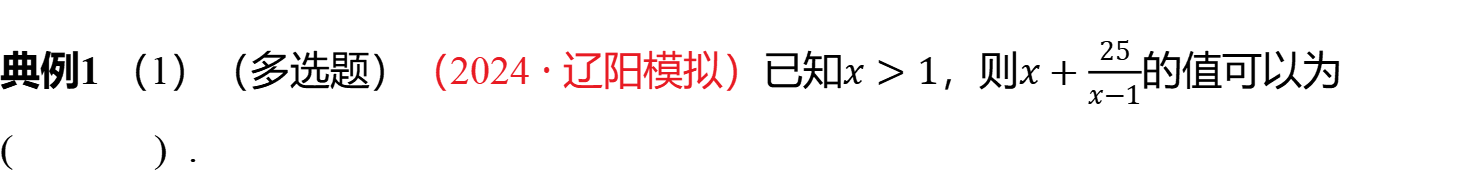 典例1 （1）（多选题）（2024 · 辽阳模拟）已知x > 1，则x + \frac{25}{x−1}的值可以为
(　　　) .